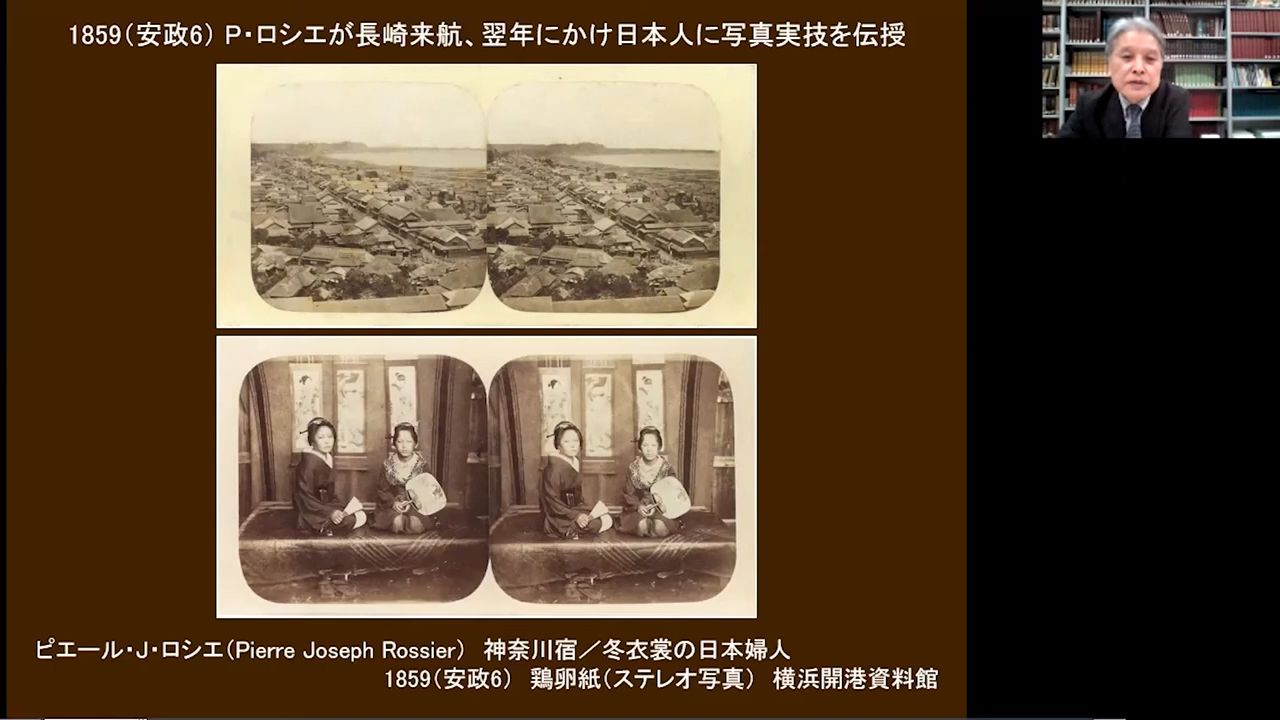 1859(安政6) P・ロシエが長崎来航、翌年にかけ日本人に写真実技を伝授
ピエール・J・ロシエ(Pierre Joseph Rossier) 神奈川宿/冬衣裳の日本婦人
1859(安政6) 鶏卵紙(ステレオ写真) 横浜開港資料館